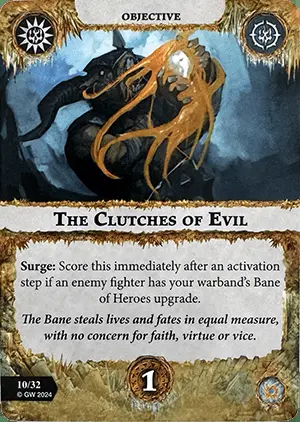 OBJECTIVE
THE CLUTCHES OF EVIL
Surge: Score this immediately after an activation
step if an enemy fighter has your warband's Bane
of Heroes upgrade.
The Bane steals lives and fates in equal measure,
with no concern for faith, virtue or vice.
10/32
© GW 2024
1